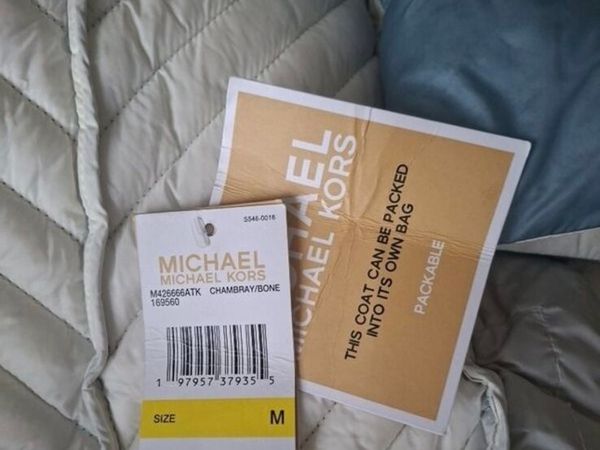 S546-0016
MICHAEL
MICHAEL KORS
M426666ATK CHAMBRAY/BONE
169560
1 97957 37935 5
SIZE M
HAEL
MICHAEL KORS
THIS COAT CAN BE PACKED
INTO ITS OWN BAG
PACKABLE